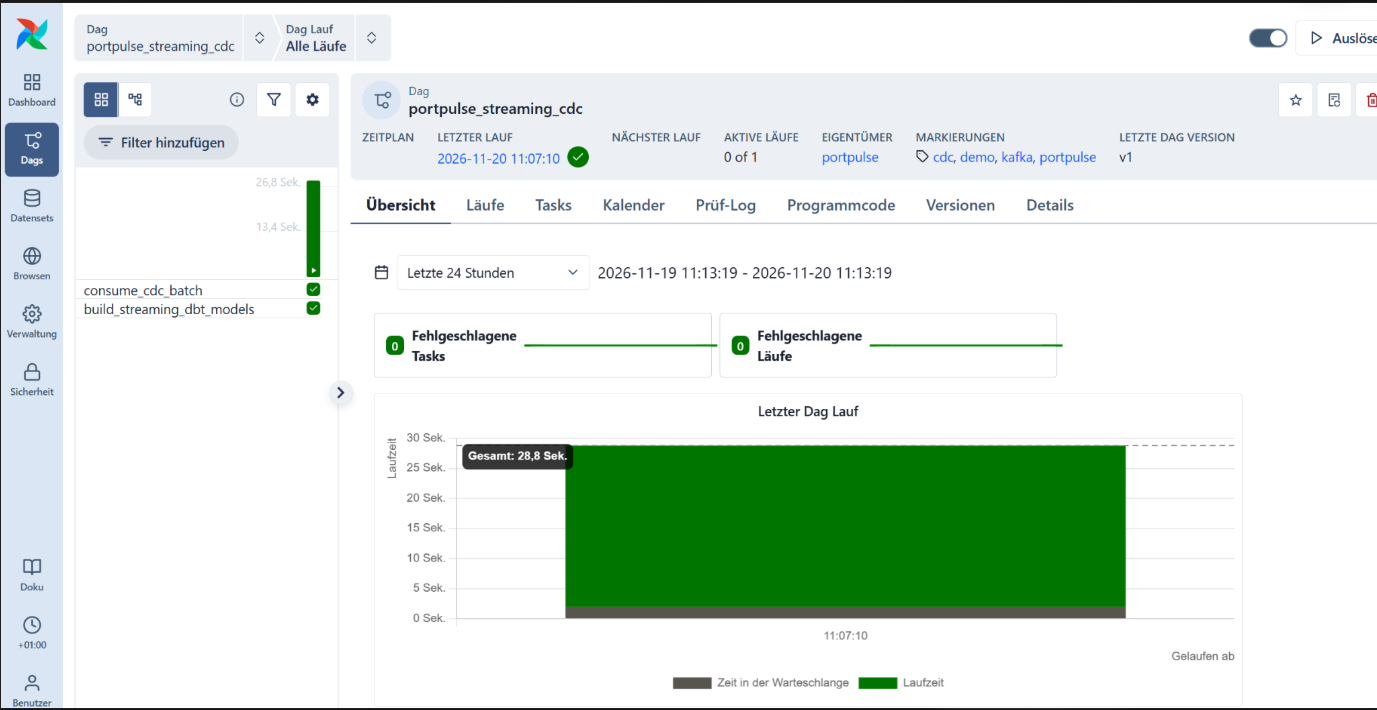 Dag
portpulse_streaming_cdc
Dag Lauf
Alle Läufe
Dashboard
Dags
Datensets
Browsen
Verwaltung
Sicherheit
Doku
+01:00
Benutzer
Filter hinzufügen
26,8 Sek.
13,4 Sek.
consume_cdc_batch
build_streaming_dbt_models
Dag
portpulse_streaming_cdc
ZEITPLAN
LETZTER LAUF
2026-11-20 11:07:10
NÄCHSTER LAUF
AKTIVE LÄUFE
0 of 1
EIGENTÜMER
portpulse
MARKIERUNGEN
cdc, demo, kafka, portpulse
LETZTE DAG VERSION
v1
Übersicht
Läufe
Tasks
Kalender
Prüf-Log
Programmcode
Versionen
Details
Letzte 24 Stunden
2026-11-19 11:13:19 - 2026-11-20 11:13:19
0
Fehlgeschlagene
Tasks
0
Fehlgeschlagene
Läufe
Letzter Dag Lauf
Laufzeit
30 Sek.
Gesamt: 28,8 Sek.
25 Sek.
20 Sek.
15 Sek.
10 Sek.
5 Sek.
0 Sek.
11:07:10
Gelaufen ab
Zeit in der Warteschlange
Laufzeit